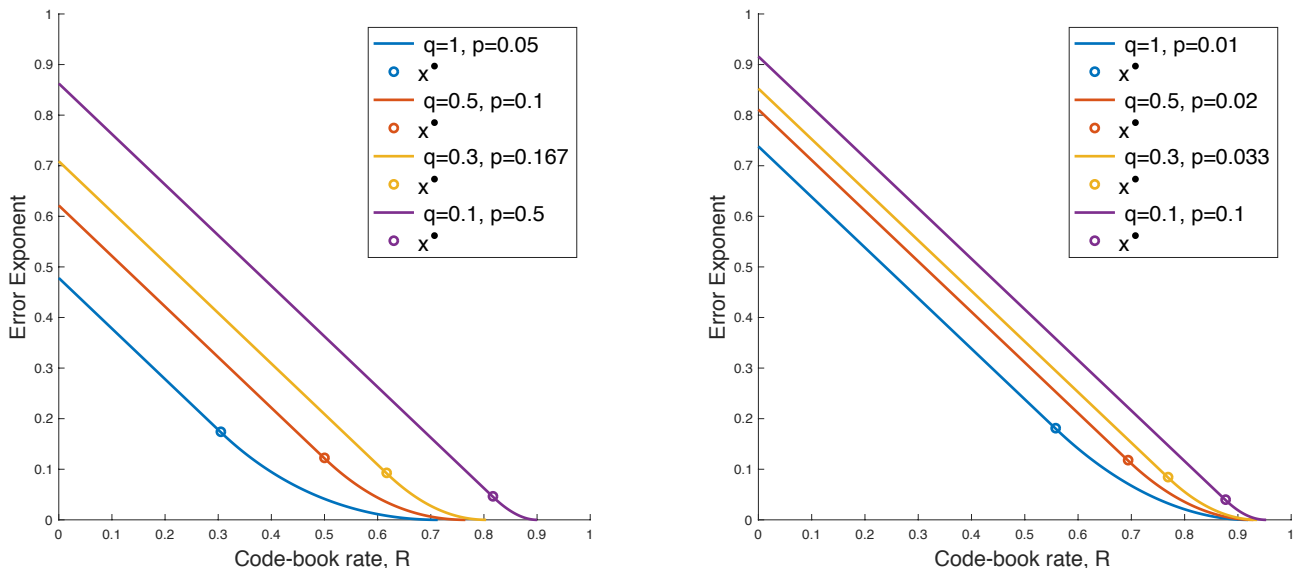 1
0.9
0.8
0.7
0.6
0.5
0.4
0.3
0.2
0.1
0
Error Exponent
0 0.1 0.2 0.3 0.4 0.5 0.6 0.7 0.8 0.9 1
Code-book rate, R
q=1, p=0.05
x•
q=0.5, p=0.1
x•
q=0.3, p=0.167
x•
q=0.1, p=0.5
x•
1
0.9
0.8
0.7
0.6
0.5
0.4
0.3
0.2
0.1
0
Error Exponent
0 0.1 0.2 0.3 0.4 0.5 0.6 0.7 0.8 0.9 1
Code-book rate, R
q=1, p=0.01
x•
q=0.5, p=0.02
x•
q=0.3, p=0.033
x•
q=0.1, p=0.1
x•